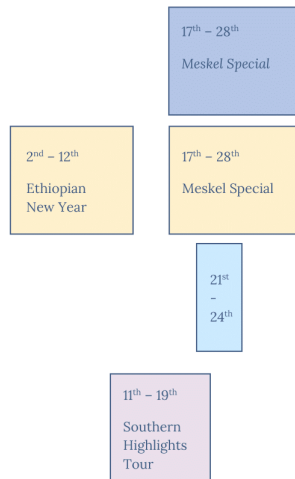 17th – 28th
Meskel Special
2nd – 12th
Ethiopian
New Year
17th – 28th
Meskel Special
21st
-
24th
11th – 19th
Southern
Highlights
Tour